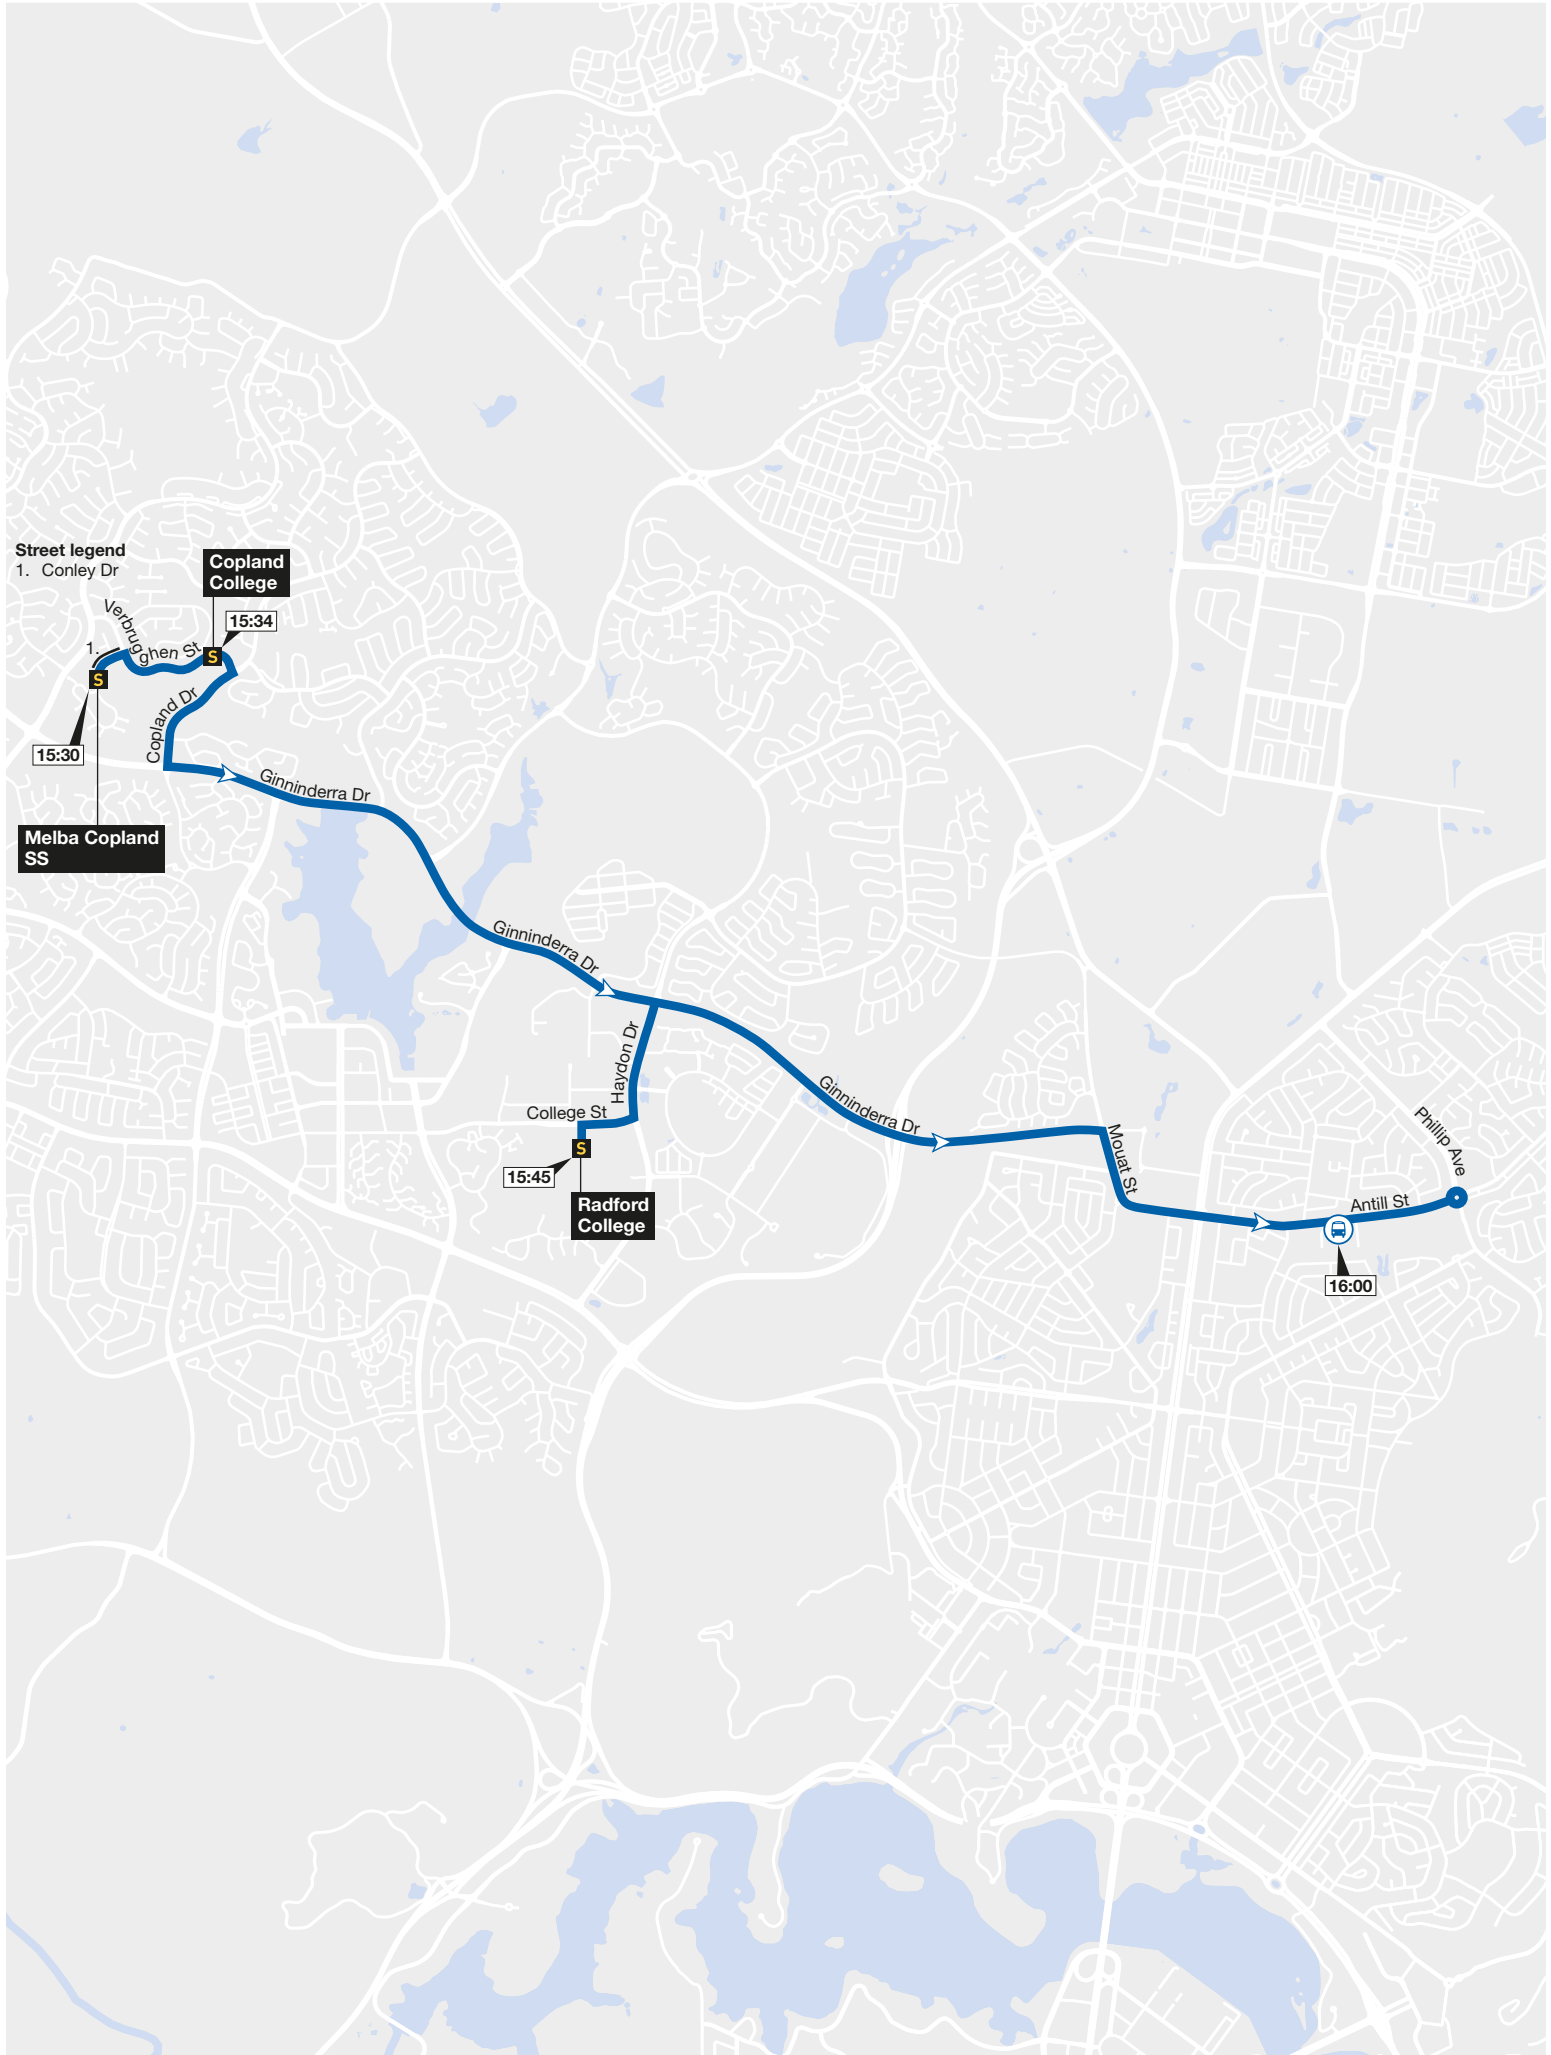 Street legend
1. Conley Dr
Copland
College
Verbrugghen St
15:34
1.
S
S
Copland Dr
15:30
Ginninderra Dr
Melba Copland
SS
Ginninderra Dr
Haydon Dr
Ginninderra Dr
College St
S
15:45
Radford
College
Mouat St
Phillip Ave
Antill St
16:00